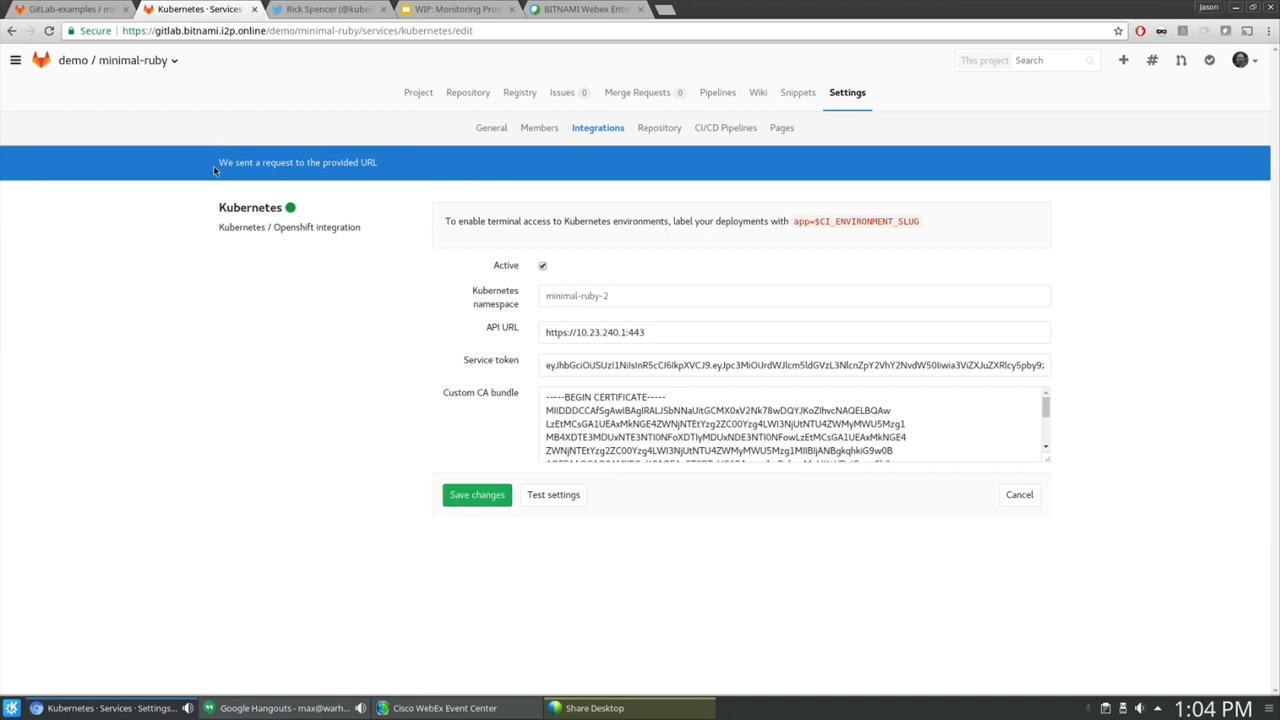 GitLab-examples / mi
Kubernetes · Services
Rick Spencer (@kubel
WIP: Monitoring Prod
BITNAMI Webex Enter
Jason
Secure https://gitlab.bitnami.i2p.online/demo/minimal-ruby/services/kubernetes/edit
demo / minimal-ruby
This project Search
Project Repository Registry Issues 0 Merge Requests 0 Pipelines Wiki Snippets Settings
General Members Integrations Repository CI/CD Pipelines Pages
We sent a request to the provided URL
Kubernetes
Kubernetes / Openshift integration
To enable terminal access to Kubernetes environments, label your deployments with app=$CI_ENVIRONMENT_SLUG
Active
Kubernetes namespace
minimal-ruby-2
API URL
https://10.23.240.1:443
Service token
Custom CA bundle
-----BEGIN CERTIFICATE-----
Save changes Test settings Cancel
Kubernetes · Services · Settings...
Google Hangouts - max@warh...
Cisco WebEx Event Center
Share Desktop
1:04 PM